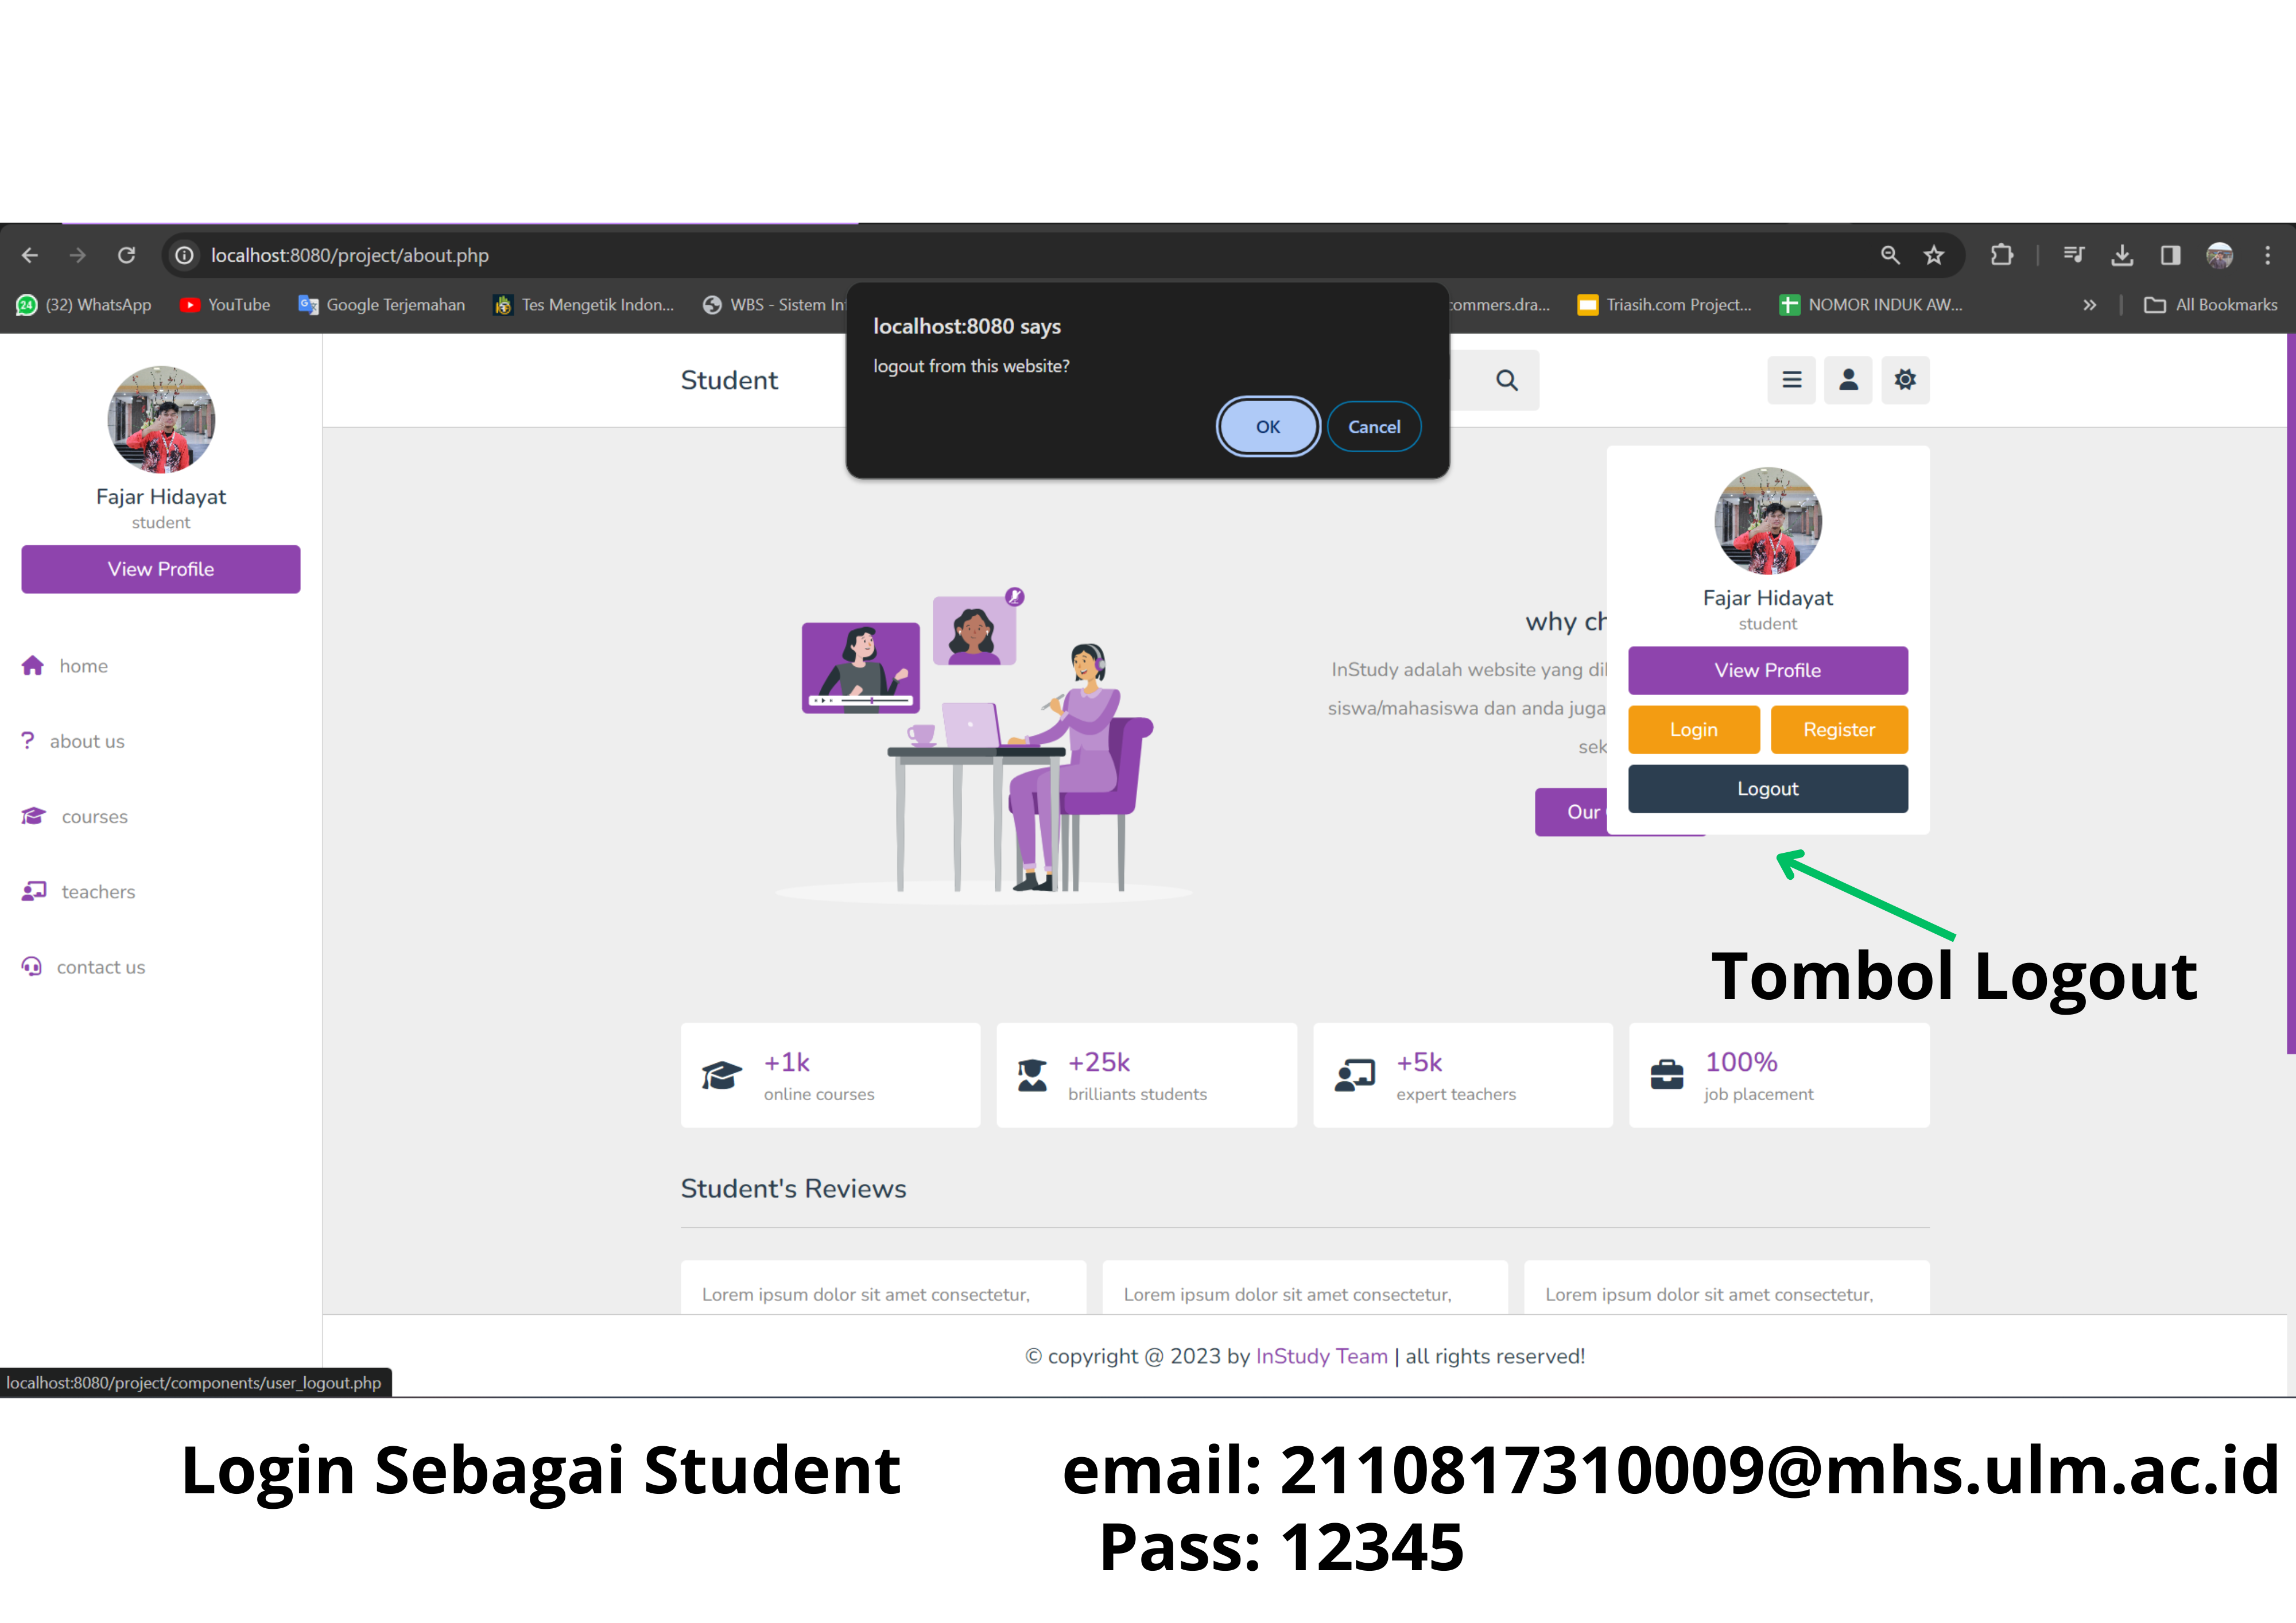 localhost:8080/project/about.php
(32) WhatsApp YouTube Google Terjemahan Tes Mengetik Indon... WBS - Sistem In commers.dra... Triasih.com Project... NOMOR INDUK AW... All Bookmarks
localhost:8080 says
logout from this website?
OK Cancel
Student
Fajar Hidayat
student
View Profile
home
about us
courses
teachers
contact us
why ch
InStudy adalah website yang di
siswa/mahasiswa dan anda juga
sek
Our
Fajar Hidayat
student
View Profile
Login Register
Logout
Tombol Logout
+1k
online courses
+25k
brilliants students
+5k
expert teachers
100%
job placement
Student's Reviews
Lorem ipsum dolor sit amet consectetur,
Lorem ipsum dolor sit amet consectetur,
Lorem ipsum dolor sit amet consectetur,
© copyright @ 2023 by InStudy Team | all rights reserved!
localhost:8080/project/components/user_logout.php
Login Sebagai Student
email: 2110817310009@mhs.ulm.ac.id
Pass: 12345